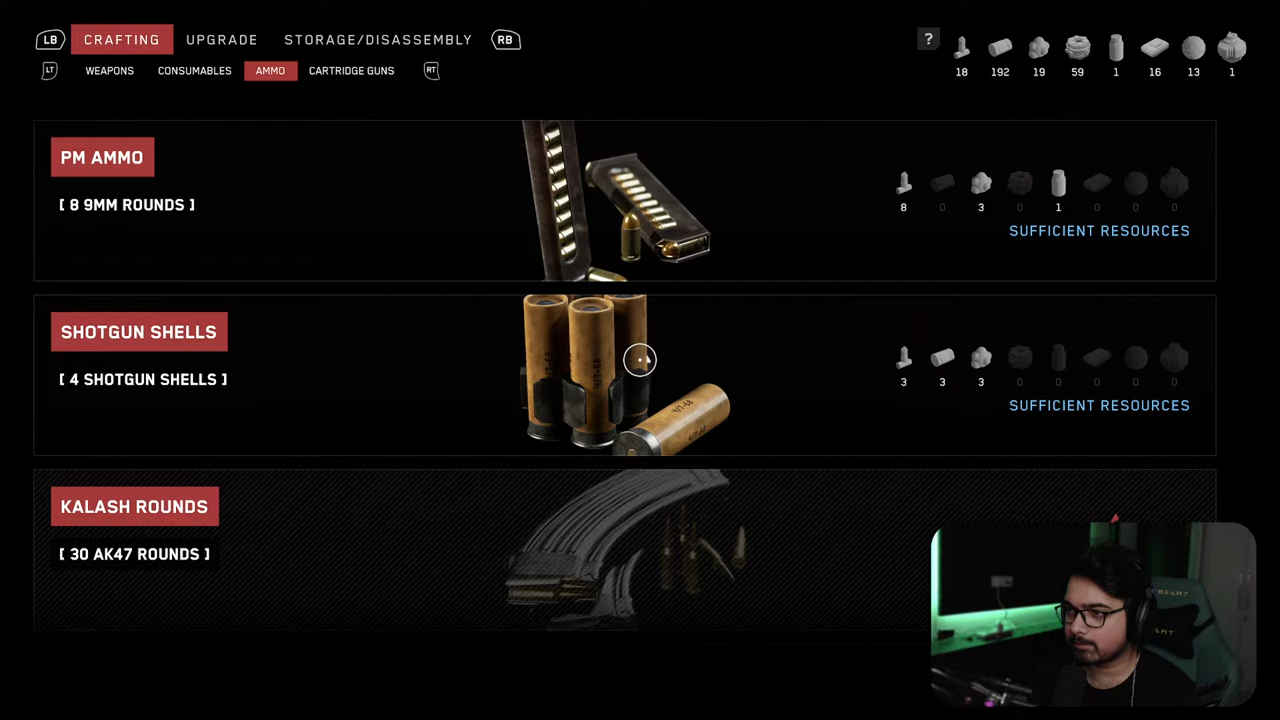 LB CRAFTING UPGRADE STORAGE/DISASSEMBLY RB
LT WEAPONS CONSUMABLES AMMO CARTRIDGE GUNS RT
?
18 192 19 59 1 16 13 1
PM AMMO
[ 8 9MM ROUNDS ]
8 0 3 0 1 0 0 0
SUFFICIENT RESOURCES
SHOTGUN SHELLS
[ 4 SHOTGUN SHELLS ]
3 3 3 0 0 0 0 0
SUFFICIENT RESOURCES
KALASH ROUNDS
[ 30 AK47 ROUNDS ]